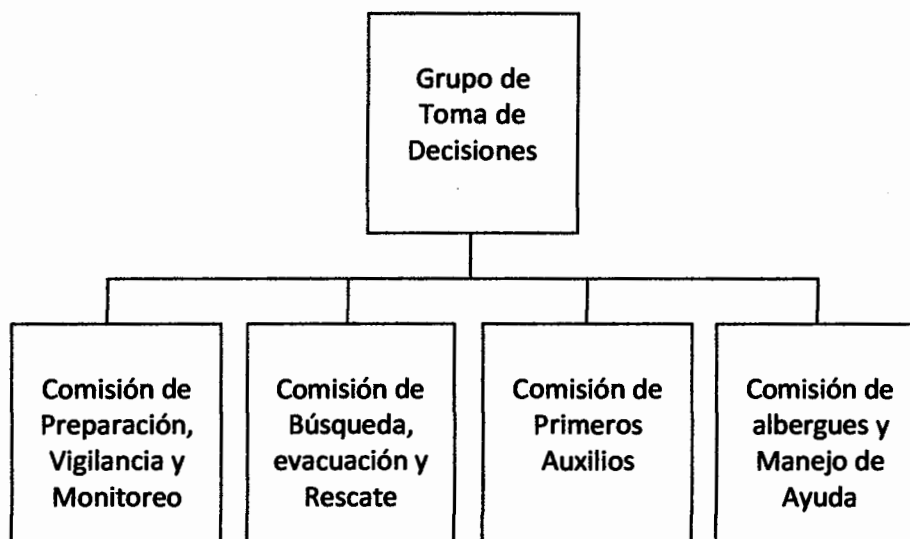 Grupo de
Toma de
Decisiones
Comisión de
Preparación,
Vigilancia y
Monitoreo
Comisión de
Búsqueda,
evacuación y
Rescate
Comisión de
Primeros
Auxilios
Comisión de
albergues y
Manejo de
Ayuda